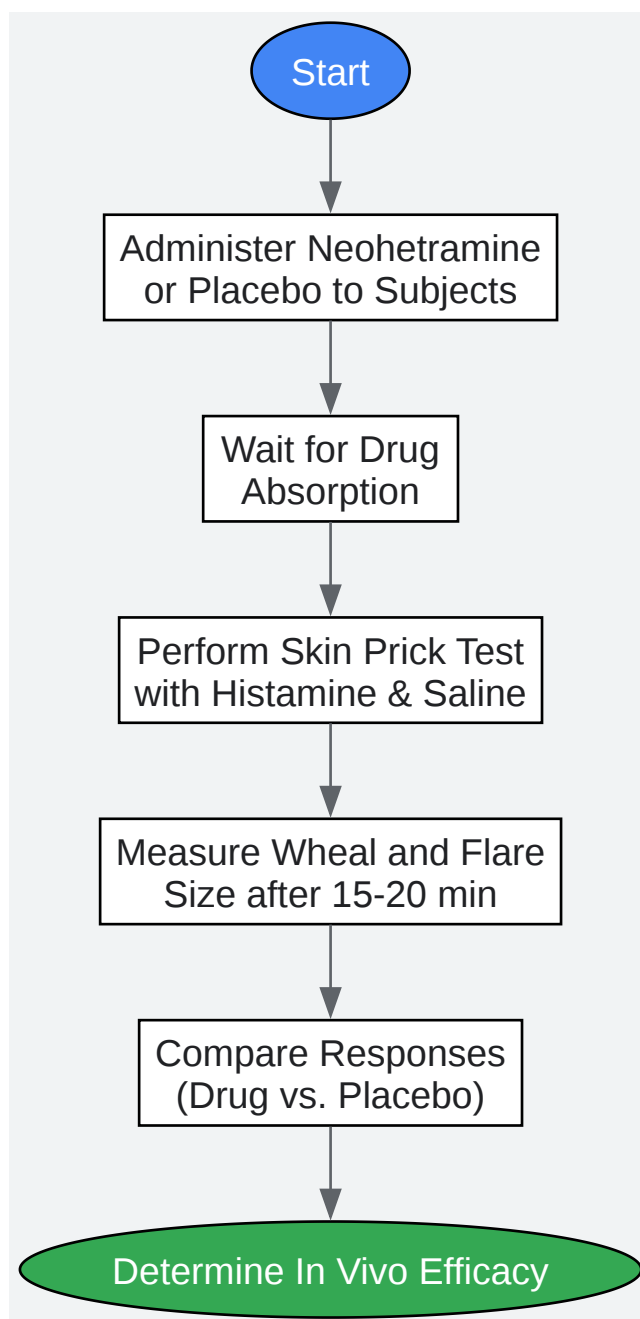 Start
Administer Neohetramine
or Placebo to Subjects
Wait for Drug
Absorption
Perform Skin Prick Test
with Histamine & Saline
Measure Wheal and Flare
Size after 15-20 min
Compare Responses
(Drug vs. Placebo)
Determine In Vivo Efficacy